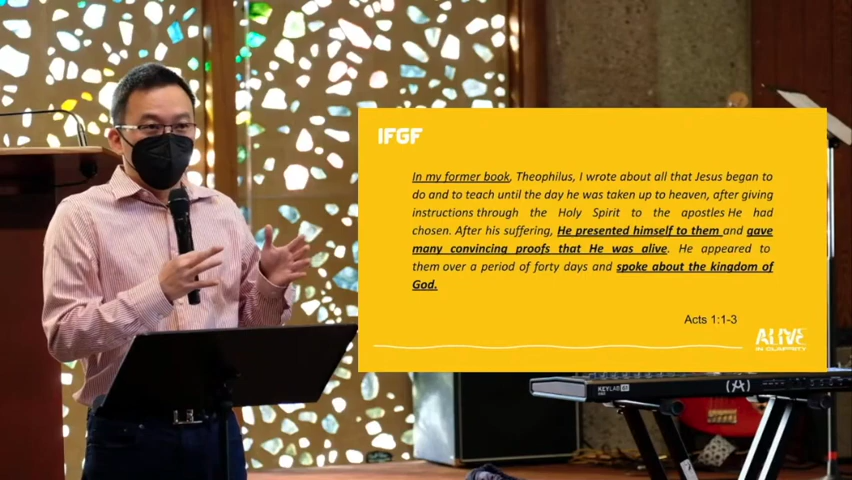 IFGF
In my former book, Theophilus, I wrote about all that Jesus began to
do and to teach until the day he was taken up to heaven, after giving
instructions through the Holy Spirit to the apostles He had
chosen. After his suffering, He presented himself to them and gave
many convincing proofs that He was alive. He appeared to
them over a period of forty days and spoke about the kingdom of
God.
Acts 1:1-3
ALIVE
IN CLARITY
KEYLAB 61